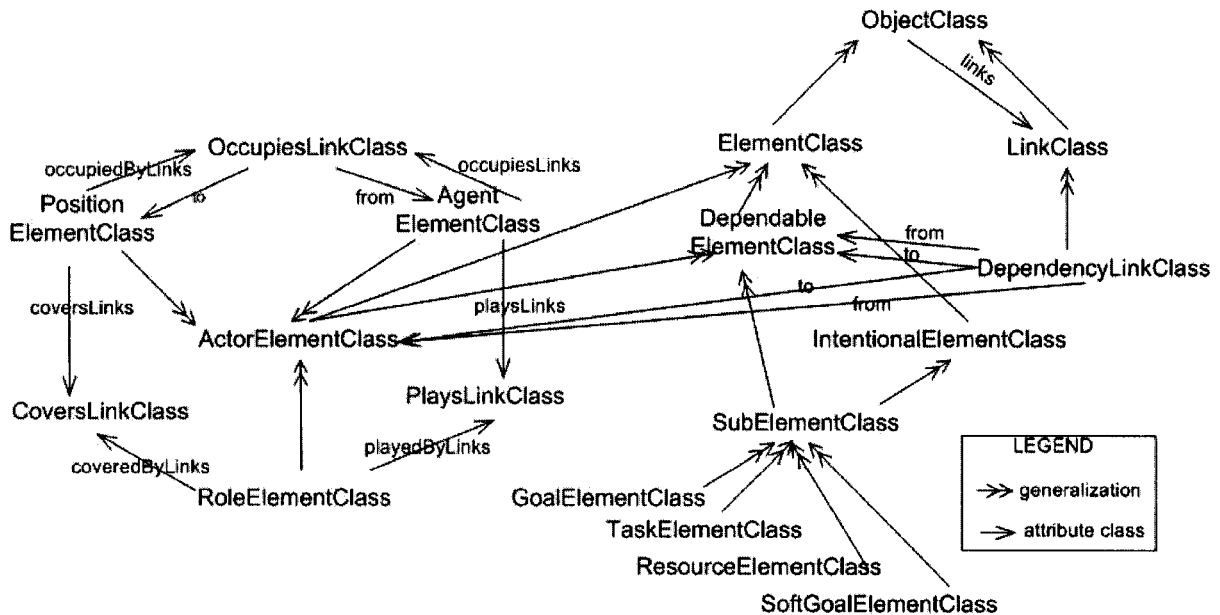 ObjectClass
links
ElementClass
LinkClass
OccupiesLinkClass
occupiedByLinks
occupiesLinks
to
from
Position
ElementClass
Agent
ElementClass
Dependable
ElementClass
from
to
DependencyLinkClass
coversLinks
playsLinks
to
from
ActorElementClass
IntentionalElementClass
CoversLinkClass
PlaysLinkClass
SubElementClass
coveredByLinks
playedByLinks
RoleElementClass
GoalElementClass
TaskElementClass
ResourceElementClass
SoftGoalElementClass
LEGEND
generalization
attribute class